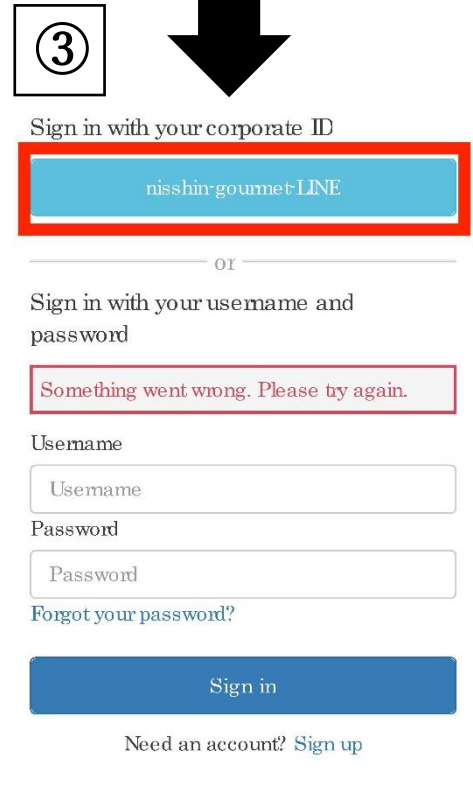 ③
Sign in with your corporate ID
nisshin-gourmet-LINE
or
Sign in with your username and
password
Something went wrong. Please try again.
Username
Username
Password
Password
Forgot your password?
Sign in
Need an account? Sign up